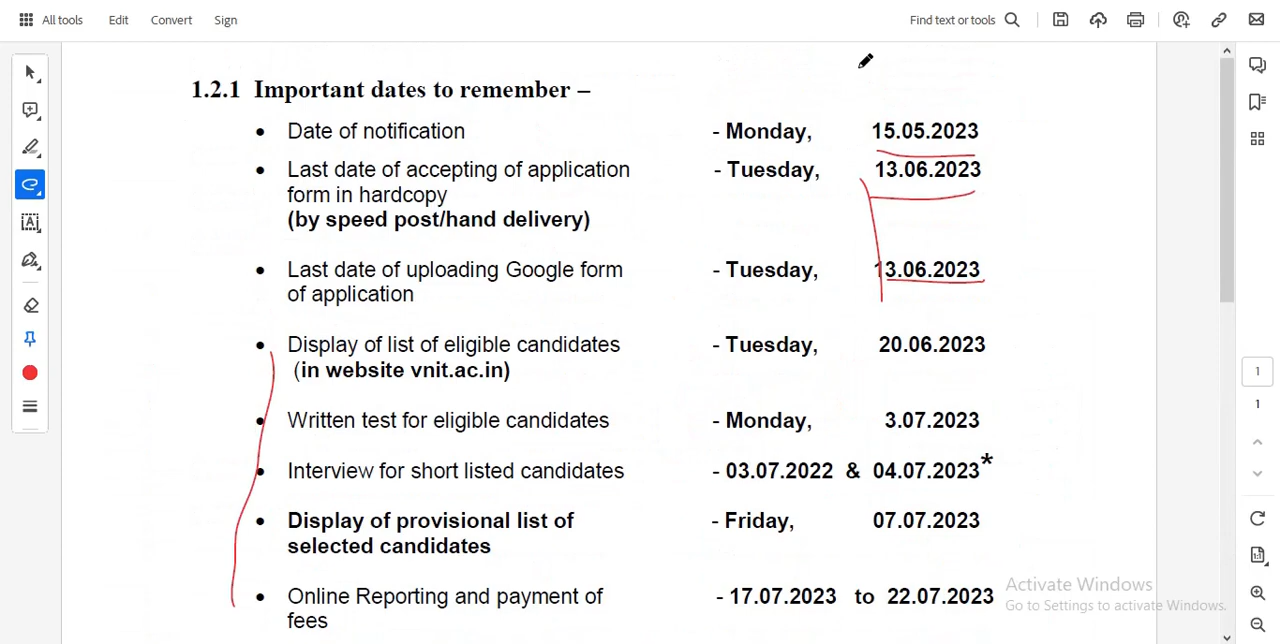 All tools Edit Convert Sign Find text or tools
1.2.1 Important dates to remember –
• Date of notification - Monday, 15.05.2023
• Last date of accepting of application - Tuesday, 13.06.2023
form in hardcopy
(by speed post/hand delivery)
• Last date of uploading Google form - Tuesday, 13.06.2023
of application
• Display of list of eligible candidates - Tuesday, 20.06.2023
(in website vnit.ac.in)
• Written test for eligible candidates - Monday, 3.07.2023
• Interview for short listed candidates - 03.07.2022 & 04.07.2023*
• Display of provisional list of - Friday, 07.07.2023
selected candidates
• Online Reporting and payment of - 17.07.2023 to 22.07.2023
fees
1
1
Activate Windows
Go to Settings to activate Windows.